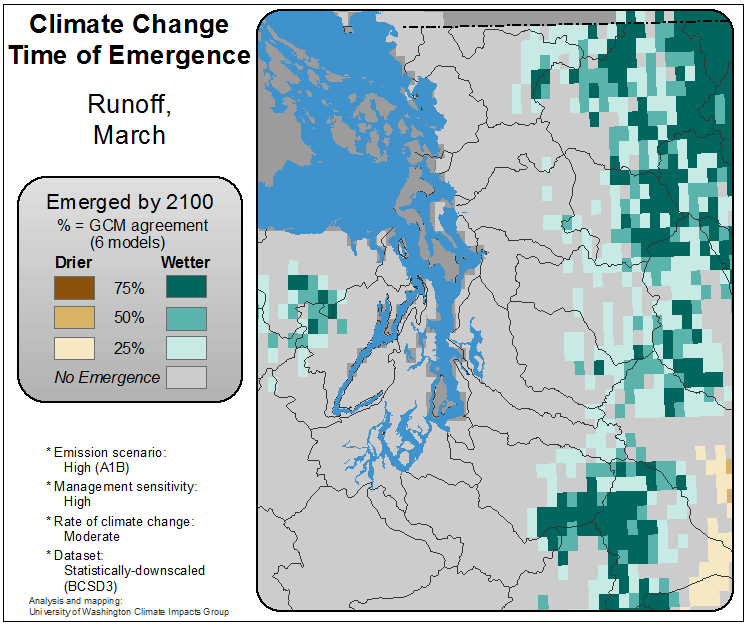 Climate Change
Time of Emergence
Runoff,
March
Emerged by 2100
% = GCM agreement
(6 models)
Drier Wetter
75%
50%
25%
No Emergence
* Emission scenario:
High (A1B)
* Management sensitivity:
High
* Rate of climate change:
Moderate
* Dataset:
Statistically-downscaled
(BCSD3)
Analysis and mapping:
University of Washington Climate Impacts Group